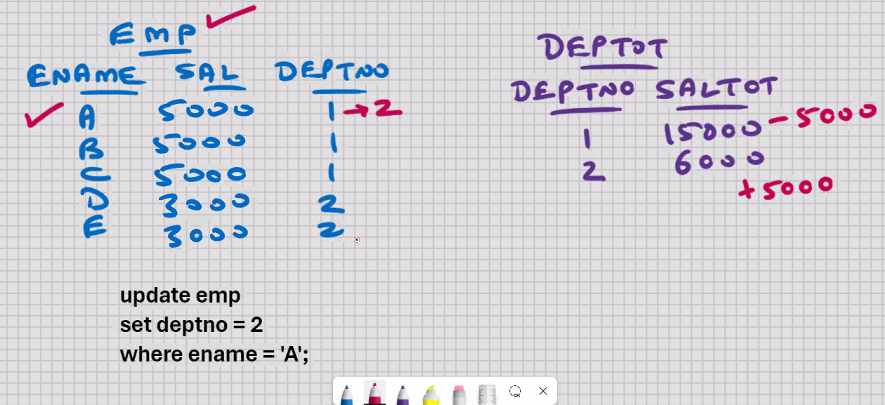 EMP
ENAME SAL DEPTNO
A 5000 1 → 2
B 5000 1
C 5000 1
D 3000 2
E 3000 2
DEPTOT
DEPTNO SALTOT
1 15000 - 5000
2 6000
+ 5000
update emp
set deptno = 2
where ename = 'A';